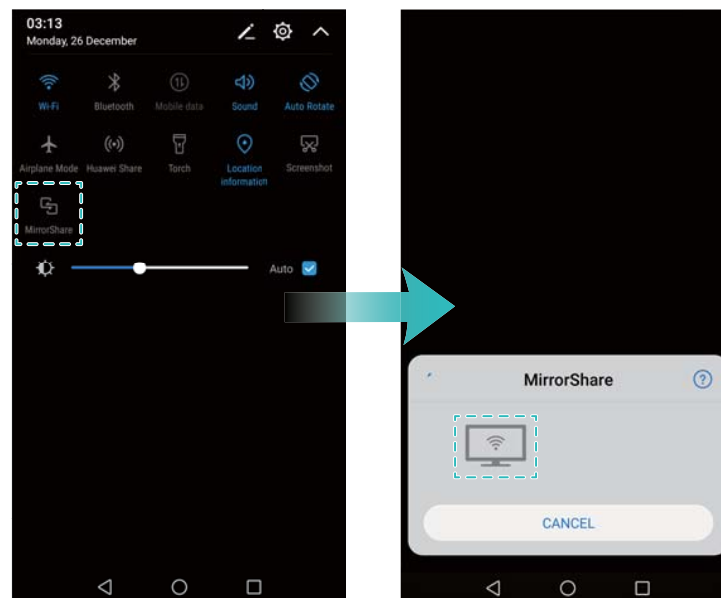 03:13
Monday, 26 December
Wi-Fi
Bluetooth
Mobile data
Sound
Auto Rotate
Airplane Mode
Huawei Share
Torch
Location
information
Screenshot
MirrorShare
Auto
MirrorShare
?
CANCEL